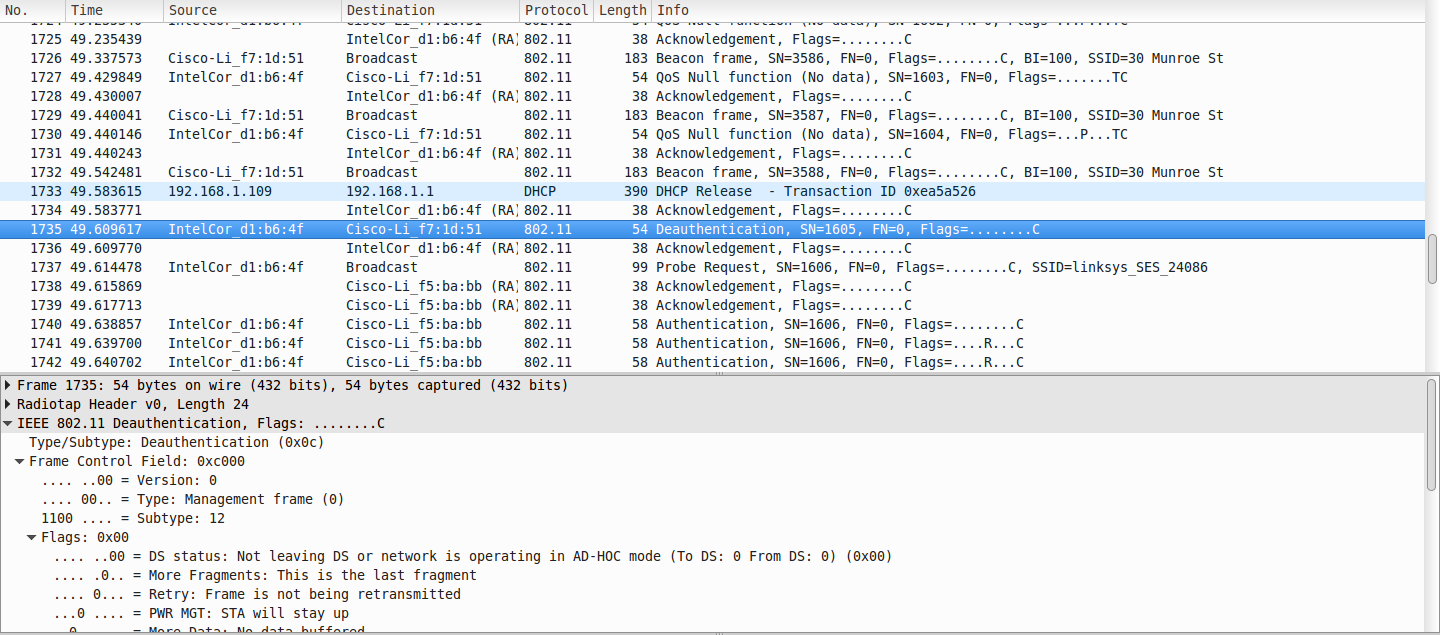 No. Time Source Destination Protocol Length Info
1725 49.235439 IntelCor_d1:b6:4f (RA) 802.11 38 Acknowledgement, Flags=........C
1726 49.337573 Cisco-Li_f7:1d:51 Broadcast 802.11 183 Beacon frame, SN=3586, FN=0, Flags=........C, BI=100, SSID=30 Munroe St
1727 49.429849 IntelCor_d1:b6:4f Cisco-Li_f7:1d:51 802.11 54 QoS Null function (No data), SN=1603, FN=0, Flags=.......TC
1728 49.430007 IntelCor_d1:b6:4f (RA) 802.11 38 Acknowledgement, Flags=........C
1729 49.440041 Cisco-Li_f7:1d:51 Broadcast 802.11 183 Beacon frame, SN=3587, FN=0, Flags=........C, BI=100, SSID=30 Munroe St
1730 49.440146 IntelCor_d1:b6:4f Cisco-Li_f7:1d:51 802.11 54 QoS Null function (No data), SN=1604, FN=0, Flags=...P...TC
1731 49.440243 IntelCor_d1:b6:4f (RA) 802.11 38 Acknowledgement, Flags=........C
1732 49.542481 Cisco-Li_f7:1d:51 Broadcast 802.11 183 Beacon frame, SN=3588, FN=0, Flags=........C, BI=100, SSID=30 Munroe St
1733 49.583615 192.168.1.109 192.168.1.1 DHCP 390 DHCP Release  - Transaction ID 0xea5a526
1734 49.583771 IntelCor_d1:b6:4f (RA) 802.11 38 Acknowledgement, Flags=........C
1735 49.609617 IntelCor_d1:b6:4f Cisco-Li_f7:1d:51 802.11 54 Deauthentication, SN=1605, FN=0, Flags=........C
1736 49.609770 IntelCor_d1:b6:4f (RA) 802.11 38 Acknowledgement, Flags=........C
1737 49.614478 IntelCor_d1:b6:4f Broadcast 802.11 99 Probe Request, SN=1606, FN=0, Flags=........C, SSID=linksys_SES_24086
1738 49.615869 Cisco-Li_f5:ba:bb (RA) 802.11 38 Acknowledgement, Flags=........C
1739 49.617713 Cisco-Li_f5:ba:bb (RA) 802.11 38 Acknowledgement, Flags=........C
1740 49.638857 IntelCor_d1:b6:4f Cisco-Li_f5:ba:bb 802.11 58 Authentication, SN=1606, FN=0, Flags=........C
1741 49.639700 IntelCor_d1:b6:4f Cisco-Li_f5:ba:bb 802.11 58 Authentication, SN=1606, FN=0, Flags=....R...C
1742 49.640702 IntelCor_d1:b6:4f Cisco-Li_f5:ba:bb 802.11 58 Authentication, SN=1606, FN=0, Flags=....R...C
Frame 1735: 54 bytes on wire (432 bits), 54 bytes captured (432 bits)
Radiotap Header v0, Length 24
IEEE 802.11 Deauthentication, Flags: ........C
Type/Subtype: Deauthentication (0x0c)
Frame Control Field: 0xc000
.... ..00 = Version: 0
.... 00.. = Type: Management frame (0)
1100 .... = Subtype: 12
Flags: 0x00
.... ..00 = DS status: Not leaving DS or network is operating in AD-HOC mode (To DS: 0 From DS: 0) (0x00)
.... .0.. = More Fragments: This is the last fragment
.... 0... = Retry: Frame is not being retransmitted
...0 .... = PWR MGT: STA will stay up
..0. .... = More Data: No data buffered